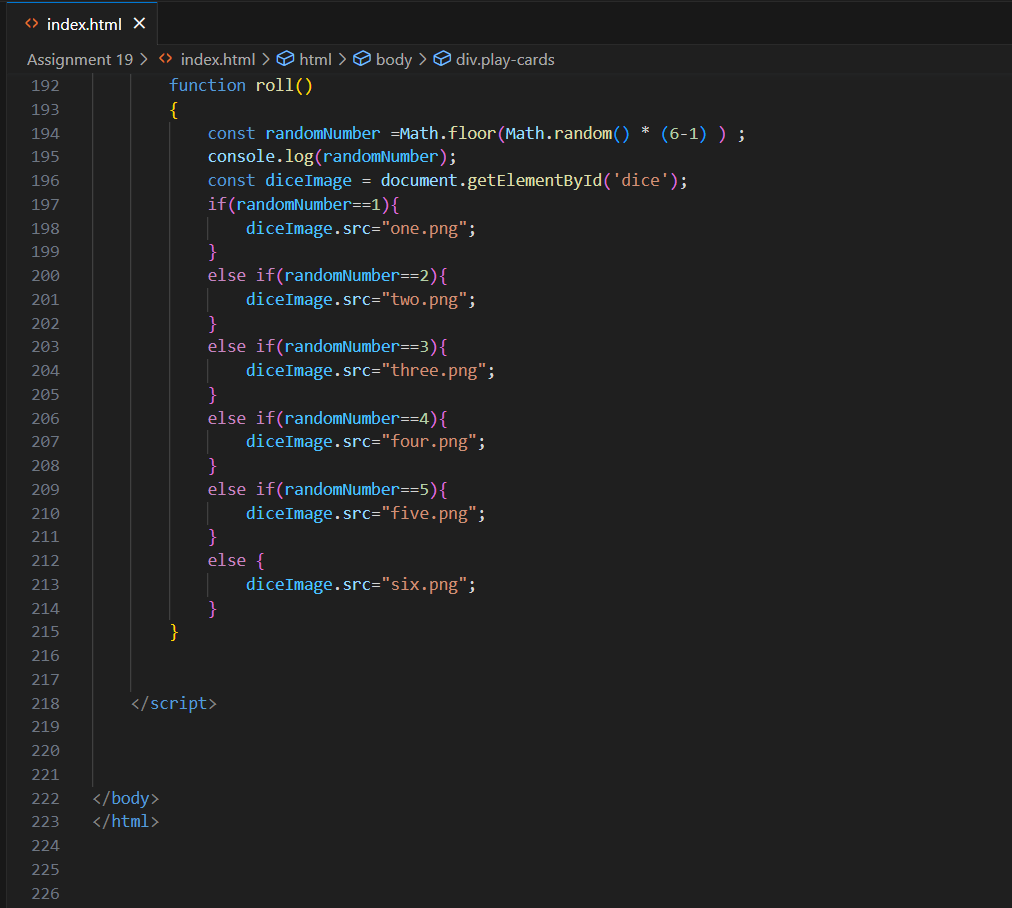 index.html
Assignment 19 > index.html > html > body > div.play-cards
192 function roll()
193 {
194 const randomNumber =Math.floor(Math.random() * (6-1) ) ;
195 console.log(randomNumber);
196 const diceImage = document.getElementById('dice');
197 if(randomNumber==1){
198 diceImage.src="one.png";
199 }
200 else if(randomNumber==2){
201 diceImage.src="two.png";
202 }
203 else if(randomNumber==3){
204 diceImage.src="three.png";
205 }
206 else if(randomNumber==4){
207 diceImage.src="four.png";
208 }
209 else if(randomNumber==5){
210 diceImage.src="five.png";
211 }
212 else {
213 diceImage.src="six.png";
214 }
215 }
216
217
218 </script>
219
220
221
222 </body>
223 </html>
224
225
226